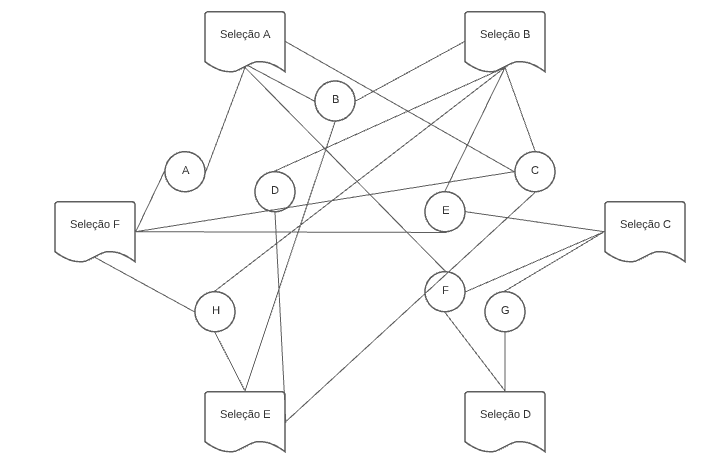 Seleção A
Seleção B
B
A
C
D
E
Seleção F
Seleção C
F
H
G
Seleção E
Seleção D